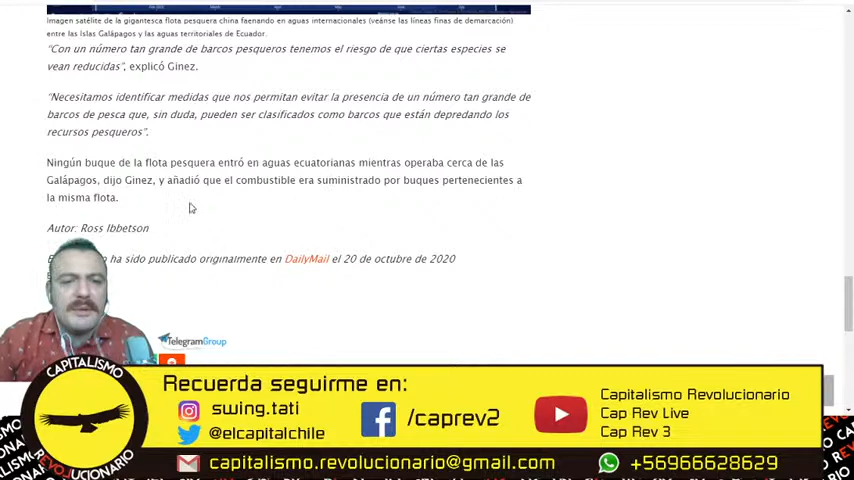 Imagen satélite de la gigantesca flota pesquera china faenando en aguas internacionales (veánse las líneas finas de demarcación)
entre las Islas Galápagos y las aguas territoriales de Ecuador.
“Con un número tan grande de barcos pesqueros tenemos el riesgo de que ciertas especies se
vean reducidas”, explicó Ginez.
“Necesitamos identificar medidas que nos permitan evitar la presencia de un número tan grande de
barcos de pesca que, sin duda, pueden ser clasificados como barcos que están depredando los
recursos pesqueros”.
Ningún buque de la flota pesquera entró en aguas ecuatorianas mientras operaba cerca de las
Galápagos, dijo Ginez, y añadió que el combustible era suministrado por buques pertenecientes a
la misma flota.
Autor: Ross Ibbetson
ha sido publicado originalmente en DailyMail el 20 de octubre de 2020
TelegramGroup
CAPITALISMO
REVOLUCIONARIO
Recuerda seguirme en:
swing.tati
@elcapitalchile
/caprev2
Capitalismo Revolucionario
Cap Rev Live
Cap Rev 3
capitalismo.revolucionario@gmail.com
+56966628629